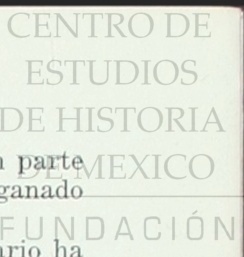 CENTRO DE
ESTUDIOS
DE HISTORIA
DE MEXICO
parte
ganado
FUNDACIÓN
ario ha